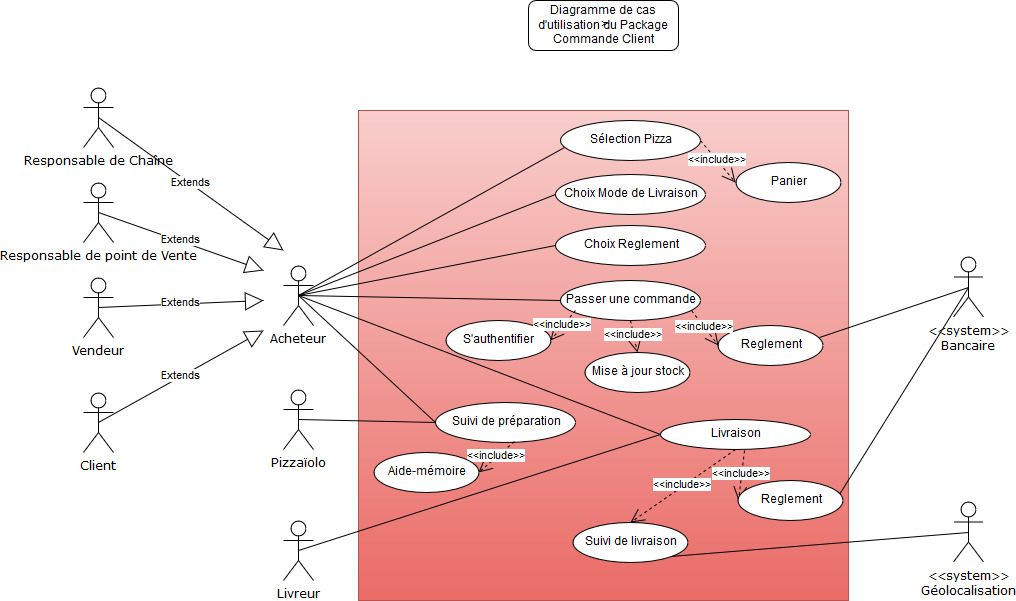 Diagramme de cas
d'utilisation du Package
Commande Client
Responsable de Chaîne
Extends
Responsable de point de Vente
Extends
Vendeur
Extends
Client
Extends
Acheteur
Pizzaïolo
Livreur
Sélection Pizza
<<include>>
Panier
Choix Mode de Livraison
Choix Reglement
Passer une commande
<<include>>
<<include>>
<<include>>
S'authentifier
Mise à jour stock
Reglement
Suivi de préparation
<<include>>
Aide-mémoire
Livraison
<<include>>
<<include>>
Reglement
Suivi de livraison
<<system>>
Bancaire
<<system>>
Géolocalisation